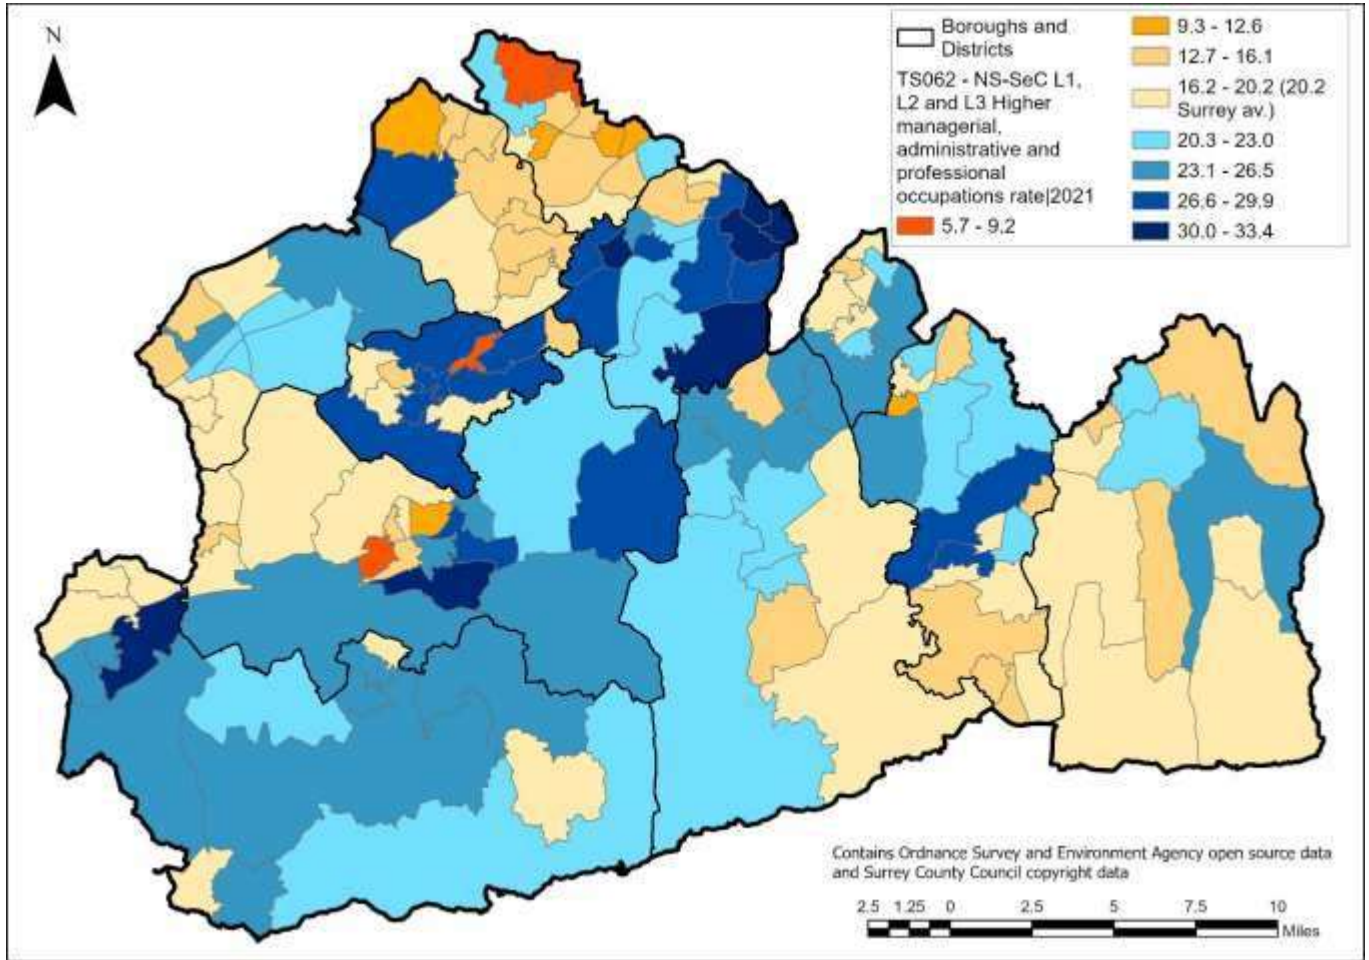 N
Boroughs and
Districts
TS062 - NS-SeC L1,
L2 and L3 Higher
managerial,
administrative and
professional
occupations rate|2021
5.7 - 9.2
9.3 - 12.6
12.7 - 16.1
16.2 - 20.2 (20.2
Surrey av.)
20.3 - 23.0
23.1 - 26.5
26.6 - 29.9
30.0 - 33.4
Contains Ordnance Survey and Environment Agency open source data
and Surrey County Council copyright data
2.5 1.25 0 2.5 5 7.5 10
Miles